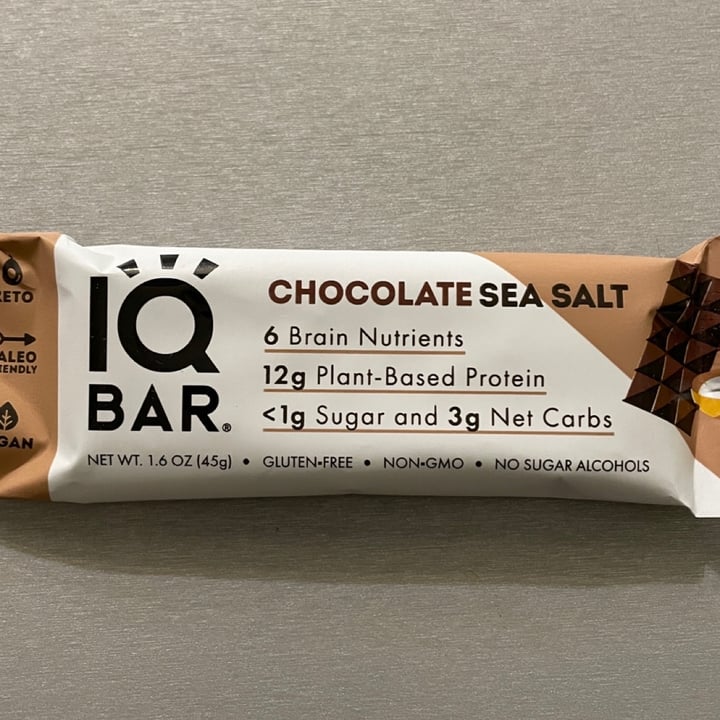 IQ
BAR®
CHOCOLATE SEA SALT
6 Brain Nutrients
12g Plant-Based Protein
<1g Sugar and 3g Net Carbs
NET WT. 1.6 OZ (45g) • GLUTEN-FREE • NON-GMO • NO SUGAR ALCOHOLS